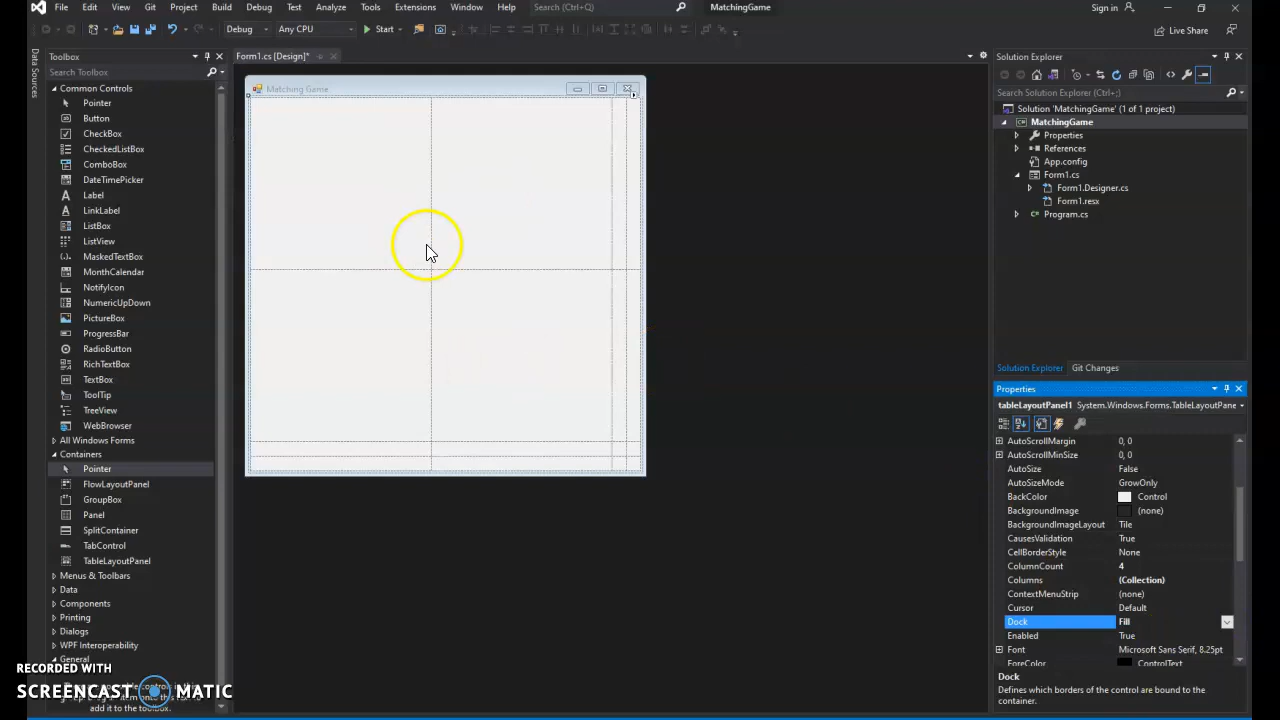 File Edit View Git Project Build Debug Test Analyze Tools Extensions Window Help Search (Ctrl+Q) MatchingGame Sign in
Debug Any CPU Start Live Share
Data Sources
Toolbox
Search Toolbox
Common Controls
Pointer
Button
CheckBox
CheckedListBox
ComboBox
DateTimePicker
Label
LinkLabel
ListBox
ListView
MaskedTextBox
MonthCalendar
NotifyIcon
NumericUpDown
PictureBox
ProgressBar
RadioButton
RichTextBox
TextBox
ToolTip
TreeView
WebBrowser
All Windows Forms
Containers
Pointer
FlowLayoutPanel
GroupBox
Panel
SplitContainer
TabControl
TableLayoutPanel
Menus & Toolbars
Data
Components
Printing
Dialogs
WPF Interoperability
General
add it to the toolbox.
RECORDED WITH
SCREENCAST MATIC
Form1.cs [Design]*
Matching Game
Solution Explorer
Search Solution Explorer (Ctrl+;)
Solution 'MatchingGame' (1 of 1 project)
MatchingGame
Properties
References
App.config
Form1.cs
Form1.Designer.cs
Form1.resx
Program.cs
Solution Explorer Git Changes
Properties
tableLayoutPanel1 System.Windows.Forms.TableLayoutPane
AutoScrollMargin 0, 0
AutoScrollMinSize 0, 0
AutoSize False
AutoSizeMode GrowOnly
BackColor Control
BackgroundImage (none)
BackgroundImageLayout Tile
CausesValidation True
CellBorderStyle None
ColumnCount 4
Columns (Collection)
ContextMenuStrip (none)
Cursor Default
Dock Fill
Enabled True
Font Microsoft Sans Serif, 8.25pt
ForeColor ControlText
Dock
Defines which borders of the control are bound to the
container.